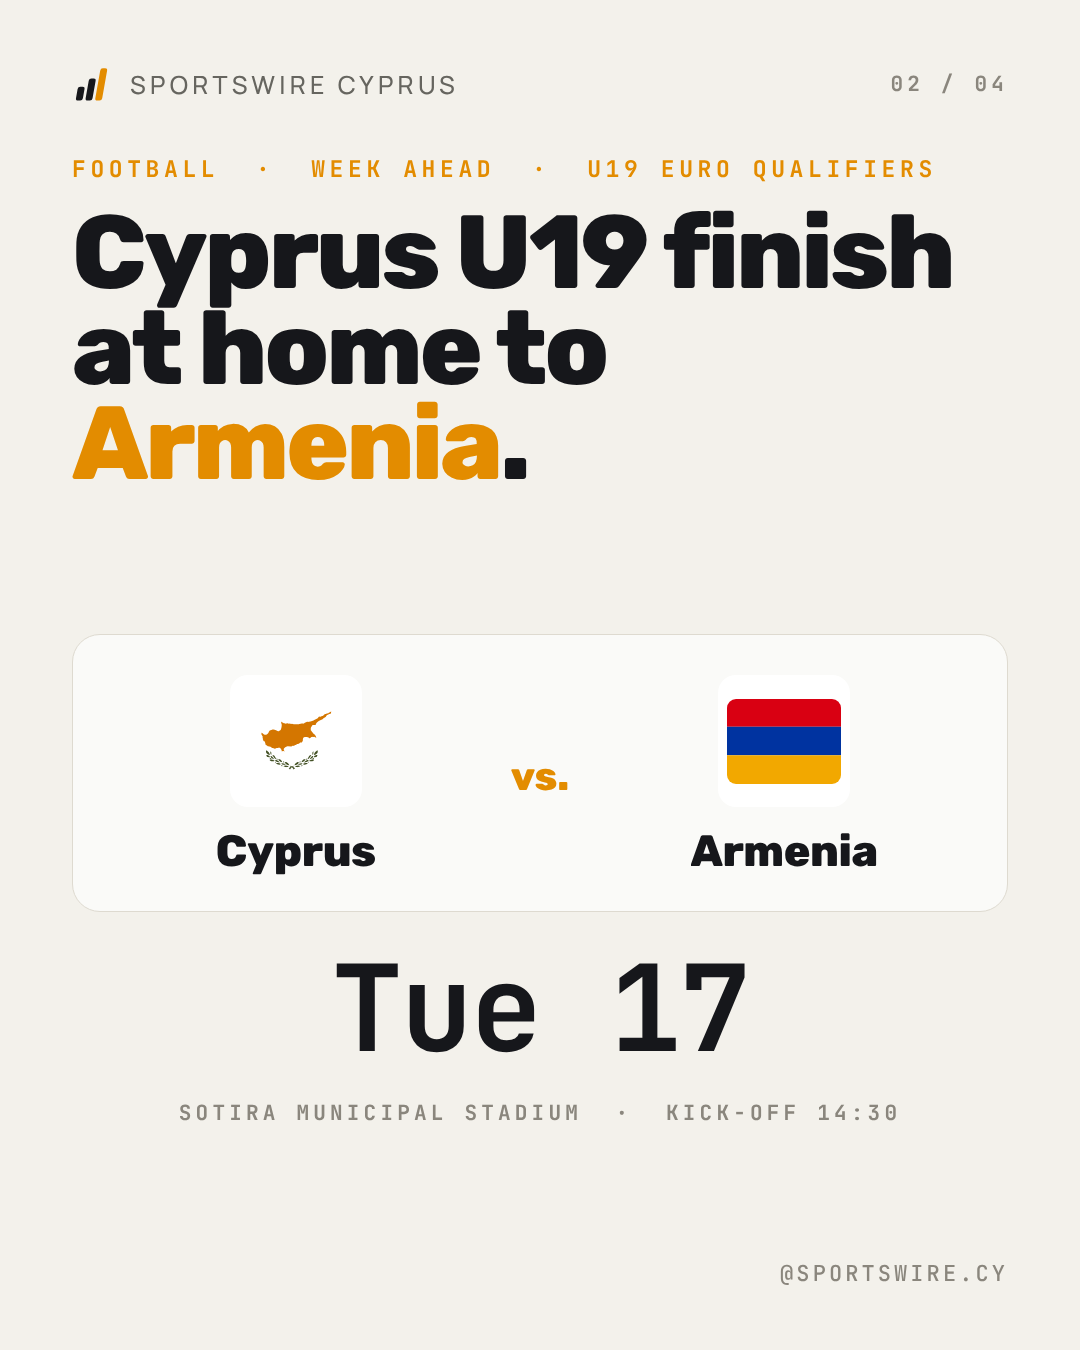 SPORTSWIRE CYPRUS
02 / 04
FOOTBALL · WEEK AHEAD · U19 EURO QUALIFIERS
Cyprus U19 finish
at home to
Armenia.
vs.
Cyprus
Armenia
Tue 17
SOTIRA MUNICIPAL STADIUM · KICK-OFF 14:30
@SPORTSWIRE.CY